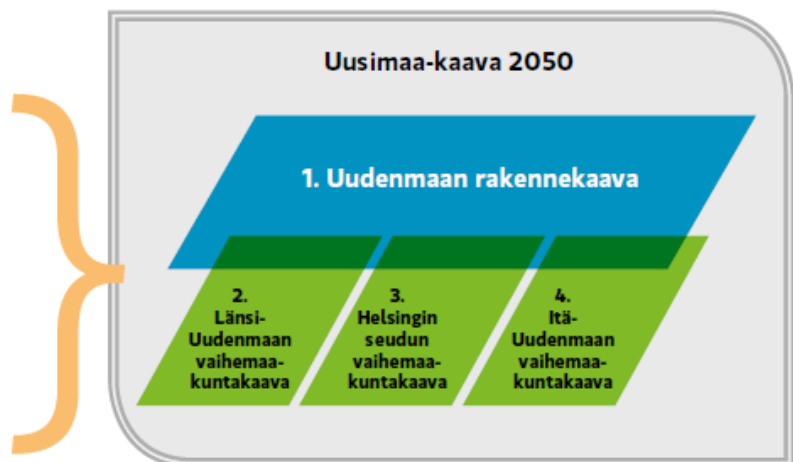 Uusimaa-kaava 2050
1. Uudenmaan rakennekaava
2.
Länsi-
Uudenmaan
vaihemaa-
kuntakaava
3.
Helsingin
seudun
vaihemaa-
kuntakaava
4.
Itä-
Uudenmaan
vaihemaa-
kuntakaava